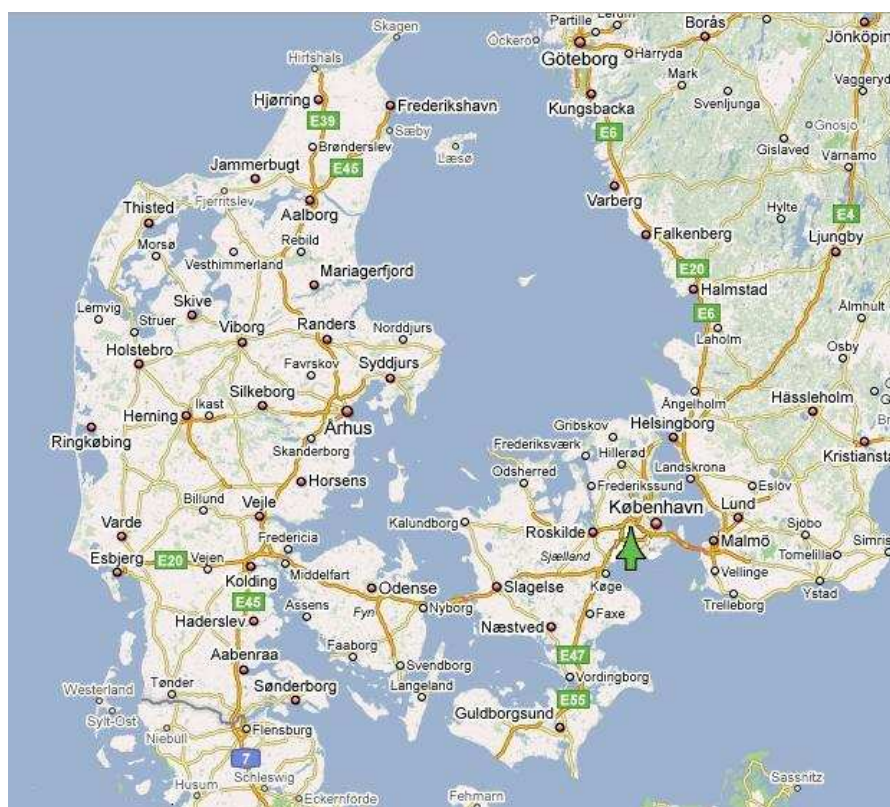 Skagen
Hirtshals
Hjørring
Frederikshavn
E39
Sæby
Brønderslev
Læsø
E45
Jammerbugt
Fjerritslev
Aalborg
Thisted
Morsø
Rebild
Vesthimmerland
Mariagerfjord
Lemvig
Skive
Struer
Viborg
Randers
Norddjurs
Holstebro
Favrskov
Syddjurs
Silkeborg
Herning
Ikast
Århus
Ringkøbing
Skanderborg
Horsens
Billund
Vejle
Varde
Fredericia
Esbjerg
E20
Vejen
Kolding
Middelfart
Odense
E45
Assens
Fyn
Nyborg
Haderslev
Faaborg
Svendborg
Aabenraa
Langeland
Tønder
Sønderborg
Westerland
Sylt-Ost
Niebüll
Flensburg
7
Schleswig
Husum
Eckernförde
Fehmarn
Sassnitz
Partille
Lerum
Borås
Öckerö
Göteborg
Härryda
Jönköpin
Mark
Kungsbacka
Svenljunga
Vaggeryd
E6
Gnosjö
Gislaved
Värnamo
Varberg
Hylte
E4
Falkenberg
Ljungby
E20
Halmstad
E6
Laholm
Älmhult
Osby
Ängelholm
Hässleholm
Gribskov
Helsingborg
Frederiksværk
Hillerød
Kristiansta
Odsherred
Landskrona
Frederikssund
Eslöv
Kalundborg
København
Lund
Roskilde
Sjöbo
Malmö
Simris
Sjælland
Tomelilla
Køge
Vellinge
Slagelse
Trelleborg
Ystad
Faxe
Næstved
E47
Vordingborg
E55
Guldborgsund